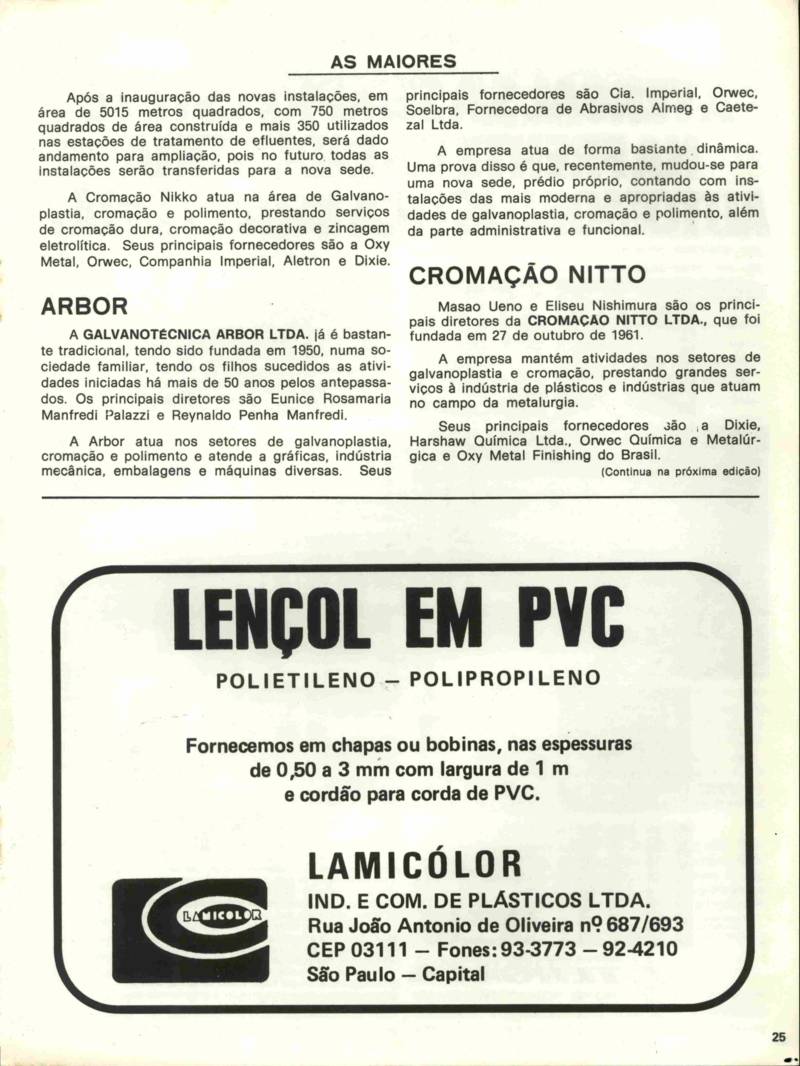 AS MAIORES
Após a inauguração das novas instalações, em
área de 5015 metros quadrados, com 750 metros
quadrados de área construída e mais 350 utilizados
nas estações de tratamento de efluentes, será dado
andamento para ampliação, pois no futuro todas as
instalações serão transferidas para a nova sede.
A Cromação Nikko atua na área de Galvano-
plastia, cromação e polimento, prestando serviços
de cromação dura, cromação decorativa e zincagem
eletrolítica. Seus principais fornecedores são a Oxy
Metal, Orwec, Companhia Imperial, Aletron e Dixie.
ARBOR
A GALVANOTÉCNICA ARBOR LTDA. já é bastan-
te tradicional, tendo sido fundada em 1950, numa so-
ciedade familiar, tendo os filhos sucedidos as ativi-
dades iniciadas há mais de 50 anos pelos antepassa-
dos. Os principais diretores são Eunice Rosamaria
Manfredi Palazzi e Reynaldo Penha Manfredi.
A Arbor atua nos setores de galvanoplastia,
cromação e polimento e atende a gráficas, indústria
mecânica, embalagens e máquinas diversas. Seus
principais fornecedores são Cia. Imperial, Orwec,
Soelbra, Fornecedora de Abrasivos Almeg e Caete-
zal Ltda.
A empresa atua de forma bastante dinâmica.
Uma prova disso é que, recentemente, mudou-se para
uma nova sede, prédio próprio, contando com ins-
talações das mais moderna e apropriadas às ativi-
dades de galvanoplastia, cromação e polimento, além
da parte administrativa e funcional.
CROMAÇÃO NITTO
Masao Ueno e Eliseu Nishimura são os princi-
pais diretores da CROMAÇAO NITTO LTDA., que foi
fundada em 27 de outubro de 1961.
A empresa mantém atividades nos setores de
galvanoplastia e cromação, prestando grandes ser-
viços à indústria de plásticos e indústrias que atuam
no campo da metalurgia.
Seus principais fornecedores são a Dixie,
Harshaw Química Ltda., Orwec Química e Metalúr-
gica e Oxy Metal Finishing do Brasil.
(Continua na próxima edição)
LENÇOL EM PVC
POLIETILENO – POLIPROPILENO
Fornecemos em chapas ou bobinas, nas espessuras
de 0,50 a 3 mm com largura de 1 m
e cordão para corda de PVC.
LAMICOLOR
LAMICÓLOR
IND. E COM. DE PLÁSTICOS LTDA.
Rua João Antonio de Oliveira nº 687/693
CEP 03111 – Fones: 93-3773 – 92-4210
São Paulo – Capital
25